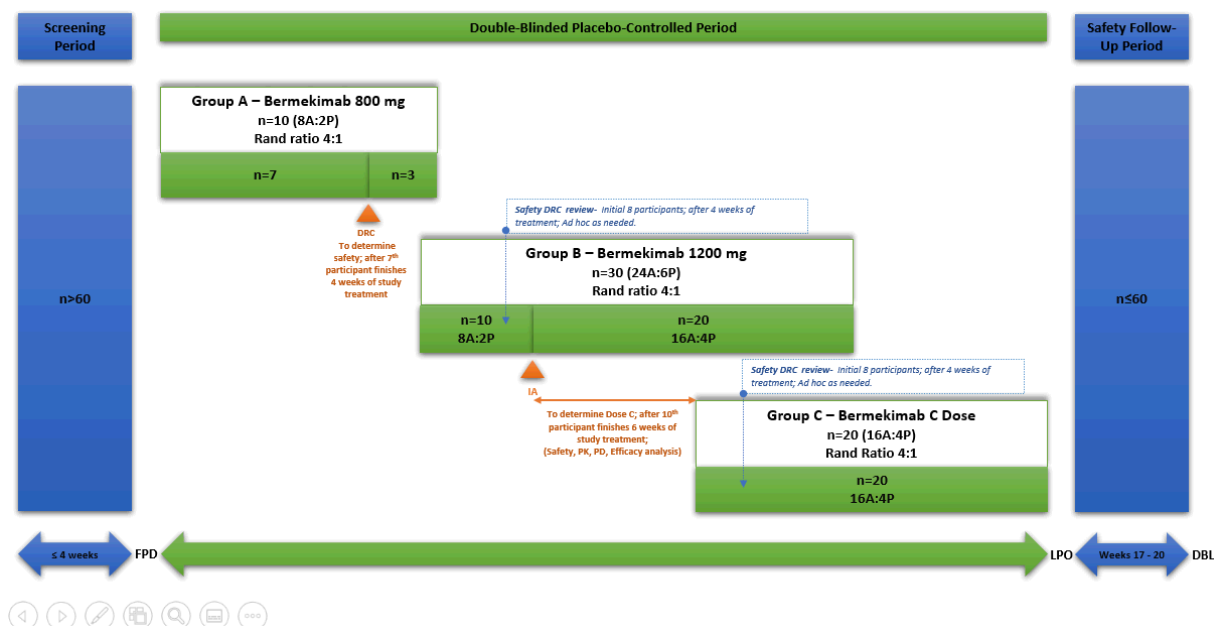 Screening
Period
Double-Blinded Placebo-Controlled Period
Safety Follow-
Up Period
n>60
Group A – Bermekimab 800 mg
n=10 (8A:2P)
Rand ratio 4:1
n=7
n=3
DRC
To determine
safety; after 7th
participant finishes
4 weeks of study
treatment
Safety DRC review- Initial 8 participants; after 4 weeks of
treatment; Ad hoc as needed.
Group B – Bermekimab 1200 mg
n=30 (24A:6P)
Rand ratio 4:1
n=10
8A:2P
n=20
16A:4P
IA
To determine Dose C; after 10th
participant finishes 6 weeks of
study treatment;
(Safety, PK, PD, Efficacy analysis)
Safety DRC review- Initial 8 participants; after 4 weeks of
treatment; Ad hoc as needed.
Group C – Bermekimab C Dose
n=20 (16A:4P)
Rand Ratio 4:1
n=20
16A:4P
n≤60
≤ 4 weeks
FPD
LPO
Weeks 17 - 20
DBL